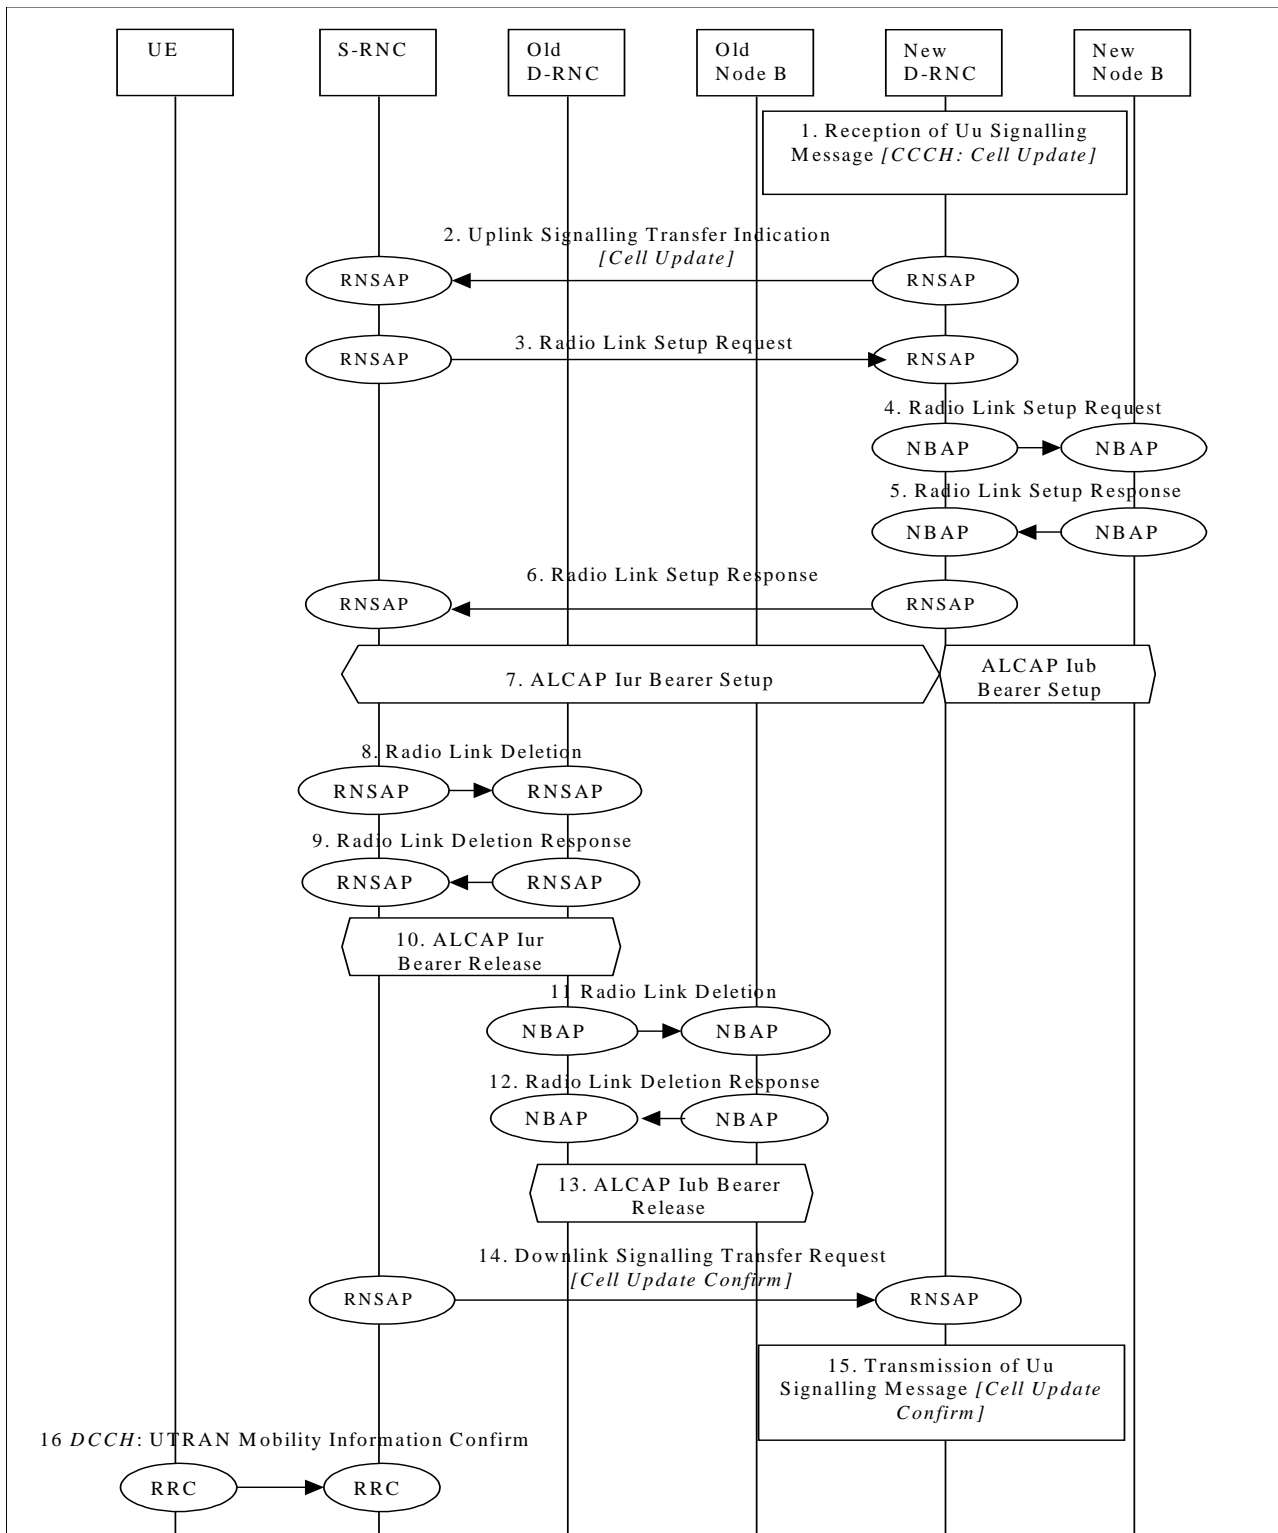 UE
S-RNC
Old
D-RNC
Old
Node B
New
D-RNC
New
Node B
1. Reception of Uu Signalling
Message [CCCH: Cell Update]
2. Uplink Signalling Transfer Indication
[Cell Update]
RNSAP
RNSAP
3. Radio Link Setup Request
RNSAP
RNSAP
4. Radio Link Setup Request
NBAP
NBAP
5. Radio Link Setup Response
NBAP
NBAP
6. Radio Link Setup Response
RNSAP
RNSAP
7. ALCAP Iur Bearer Setup
ALCAP Iub
Bearer Setup
8. Radio Link Deletion
RNSAP
RNSAP
9. Radio Link Deletion Response
RNSAP
RNSAP
10. ALCAP Iur
Bearer Release
11 Radio Link Deletion
NBAP
NBAP
12. Radio Link Deletion Response
NBAP
NBAP
13. ALCAP Iub Bearer
Release
14. Downlink Signalling Transfer Request
[Cell Update Confirm]
RNSAP
RNSAP
15. Transmission of Uu
Signalling Message [Cell Update
Confirm]
16 DCCH: UTRAN Mobility Information Confirm
RRC
RRC